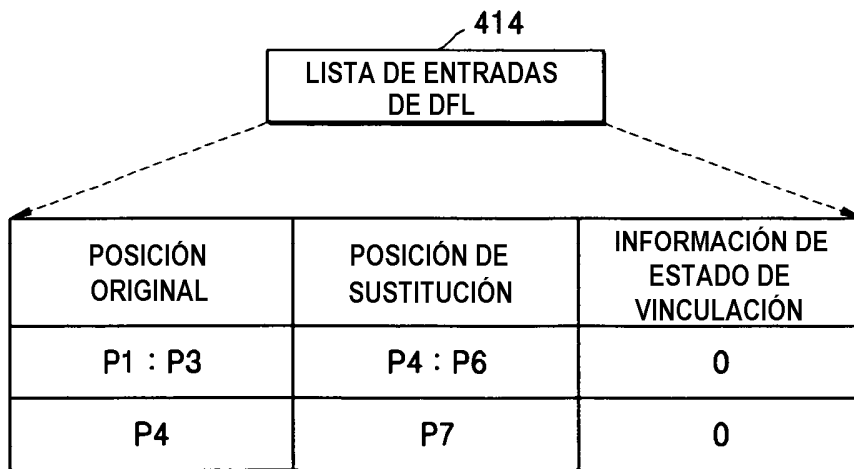 414
LISTA DE ENTRADAS
DE DFL
POSICIÓN
ORIGINAL
POSICIÓN DE
SUSTITUCIÓN
INFORMACIÓN DE
ESTADO DE
VINCULACIÓN
P1 : P3
P4 : P6
0
P4
P7
0